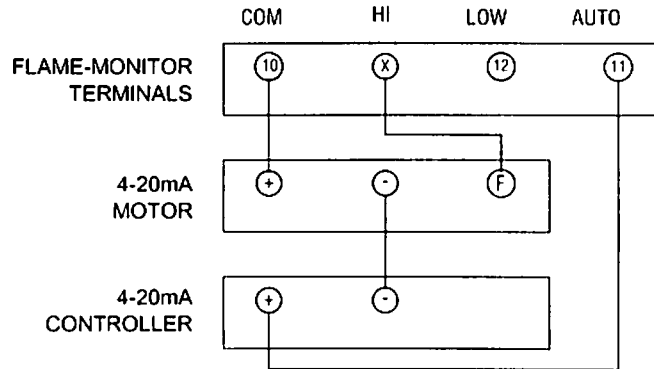 COM HI LOW AUTO
FLAME-MONITOR
TERMINALS
10 X 12 11
4-20mA
MOTOR
+ - F
4-20mA
CONTROLLER
+ -